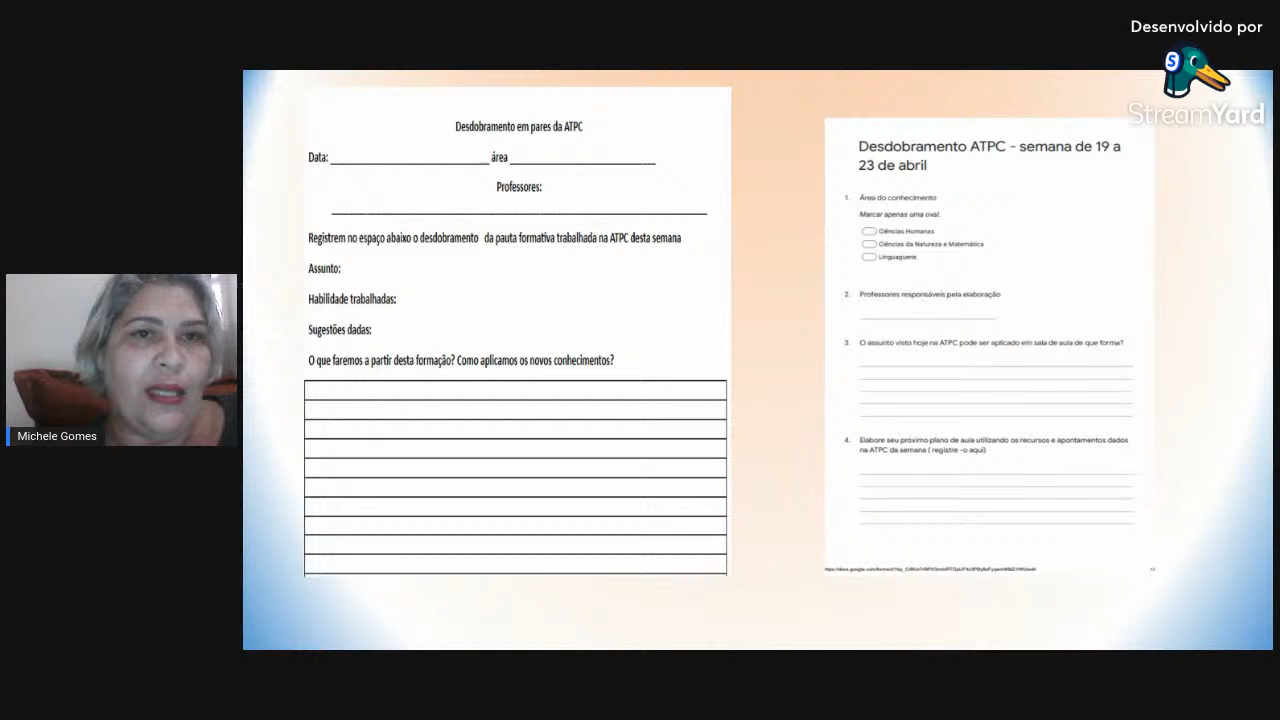 Desenvolvido por
S
StreamYard
Desdobramento em pares da ATPC
Data: ____________ área ____________
Professores:
Registrem no espaço abaixo o desdobramento da pauta formativa trabalhada na ATPC desta semana
Assunto:
Habilidade trabalhadas:
Sugestões dadas:
O que faremos a partir desta formação? Como aplicamos os novos conhecimentos?
Desdobramento ATPC - semana de 19 a
23 de abril
1. Área do conhecimento
Marcar apenas uma oval.
Ciências Humanas
Ciências da Natureza e Matemática
Linguagens
2. Professores responsáveis pela elaboração
3. O assunto visto hoje na ATPC pode ser aplicado em sala de aula de que forma?
4. Elabore seu próximo plano de aula utilizando os recursos e apontamentos dados
na ATPC da semana ( registre -o aqui)
Michele Gomes